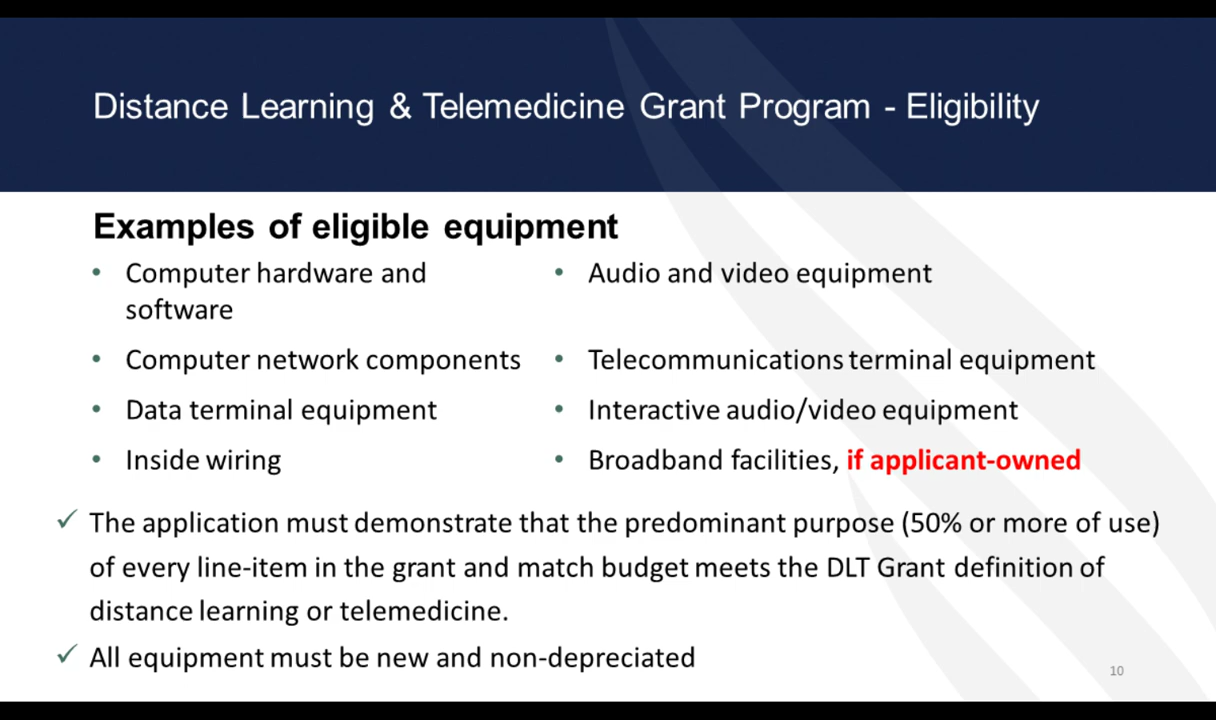 Distance Learning & Telemedicine Grant Program - Eligibility
Examples of eligible equipment
• Computer hardware and
software
• Computer network components
• Data terminal equipment
• Inside wiring
• Audio and video equipment
• Telecommunications terminal equipment
• Interactive audio/video equipment
• Broadband facilities, if applicant-owned
✓ The application must demonstrate that the predominant purpose (50% or more of use)
of every line-item in the grant and match budget meets the DLT Grant definition of
distance learning or telemedicine.
✓ All equipment must be new and non-depreciated
10